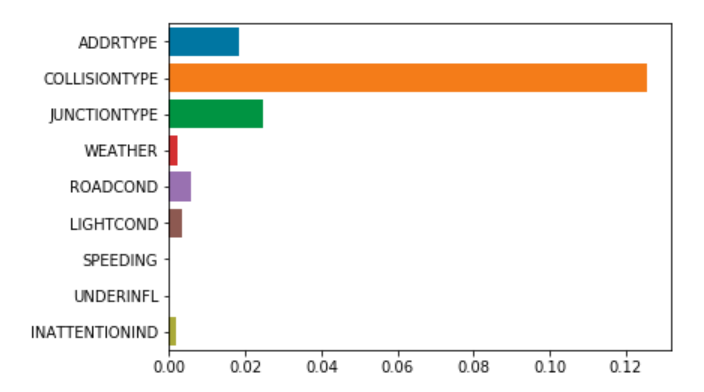 ADDRTYPE
COLLISIONTYPE
JUNCTIONTYPE
WEATHER
ROADCOND
LIGHTCOND
SPEEDING
UNDERINFL
INATTENTIONIND
0.00 0.02 0.04 0.06 0.08 0.10 0.12